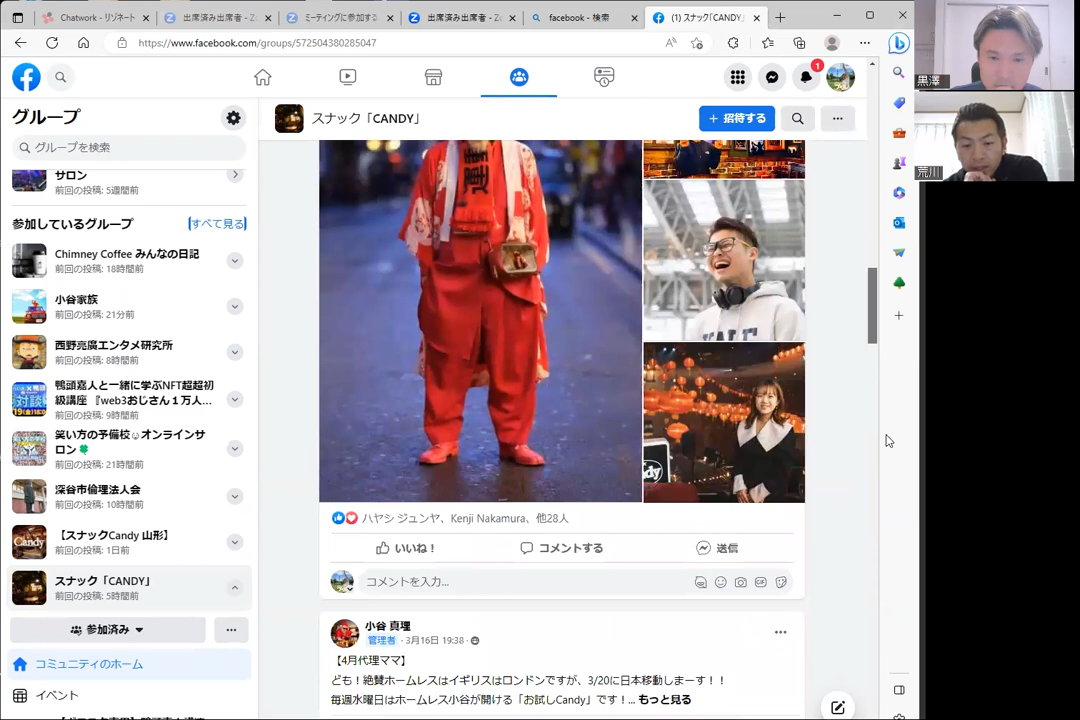 Chatwork - リゾネート
出席済み出席者 - Zo
ミーティングに参加する
出席済み出席者 - Zo
facebook - 検索
(1) スナック「CANDY」
https://www.facebook.com/groups/572504380285047
黒澤
荒川
グループ
グループを検索
サロン
前回の投稿: 5週間前
参加しているグループ
すべて見る
Chimney Coffee みんなの日記
前回の投稿: 18時間前
小谷家族
前回の投稿: 21分前
西野亮廣エンタメ研究所
前回の投稿: 8時間前
鴨頭嘉人と一緒に学ぶNFT超超初
級講座 『web3おじさん１万人...
前回の投稿: 9時間前
笑い方の予備校☺オンラインサ
ロン🍀
前回の投稿: 21時間前
深谷市倫理法人会
前回の投稿: 10時間前
【スナックCandy 山形】
前回の投稿: 1日前
スナック「CANDY」
前回の投稿: 5時間前
参加済み
コミュニティのホーム
イベント
1
スナック「CANDY」
招待する
ハヤシ ジュンヤ、Kenji Nakamura、他28人
いいね！
コメントする
送信
コメントを入力...
GIF
小谷 真理
管理者 · 3月16日 19:38
【4月代理ママ】
ども！絶賛ホームレスはイギリスはロンドンですが、3/20に日本移動しまーす！！
毎週水曜日はホームレス小谷が開ける「お試しCandy」です！... もっと見る